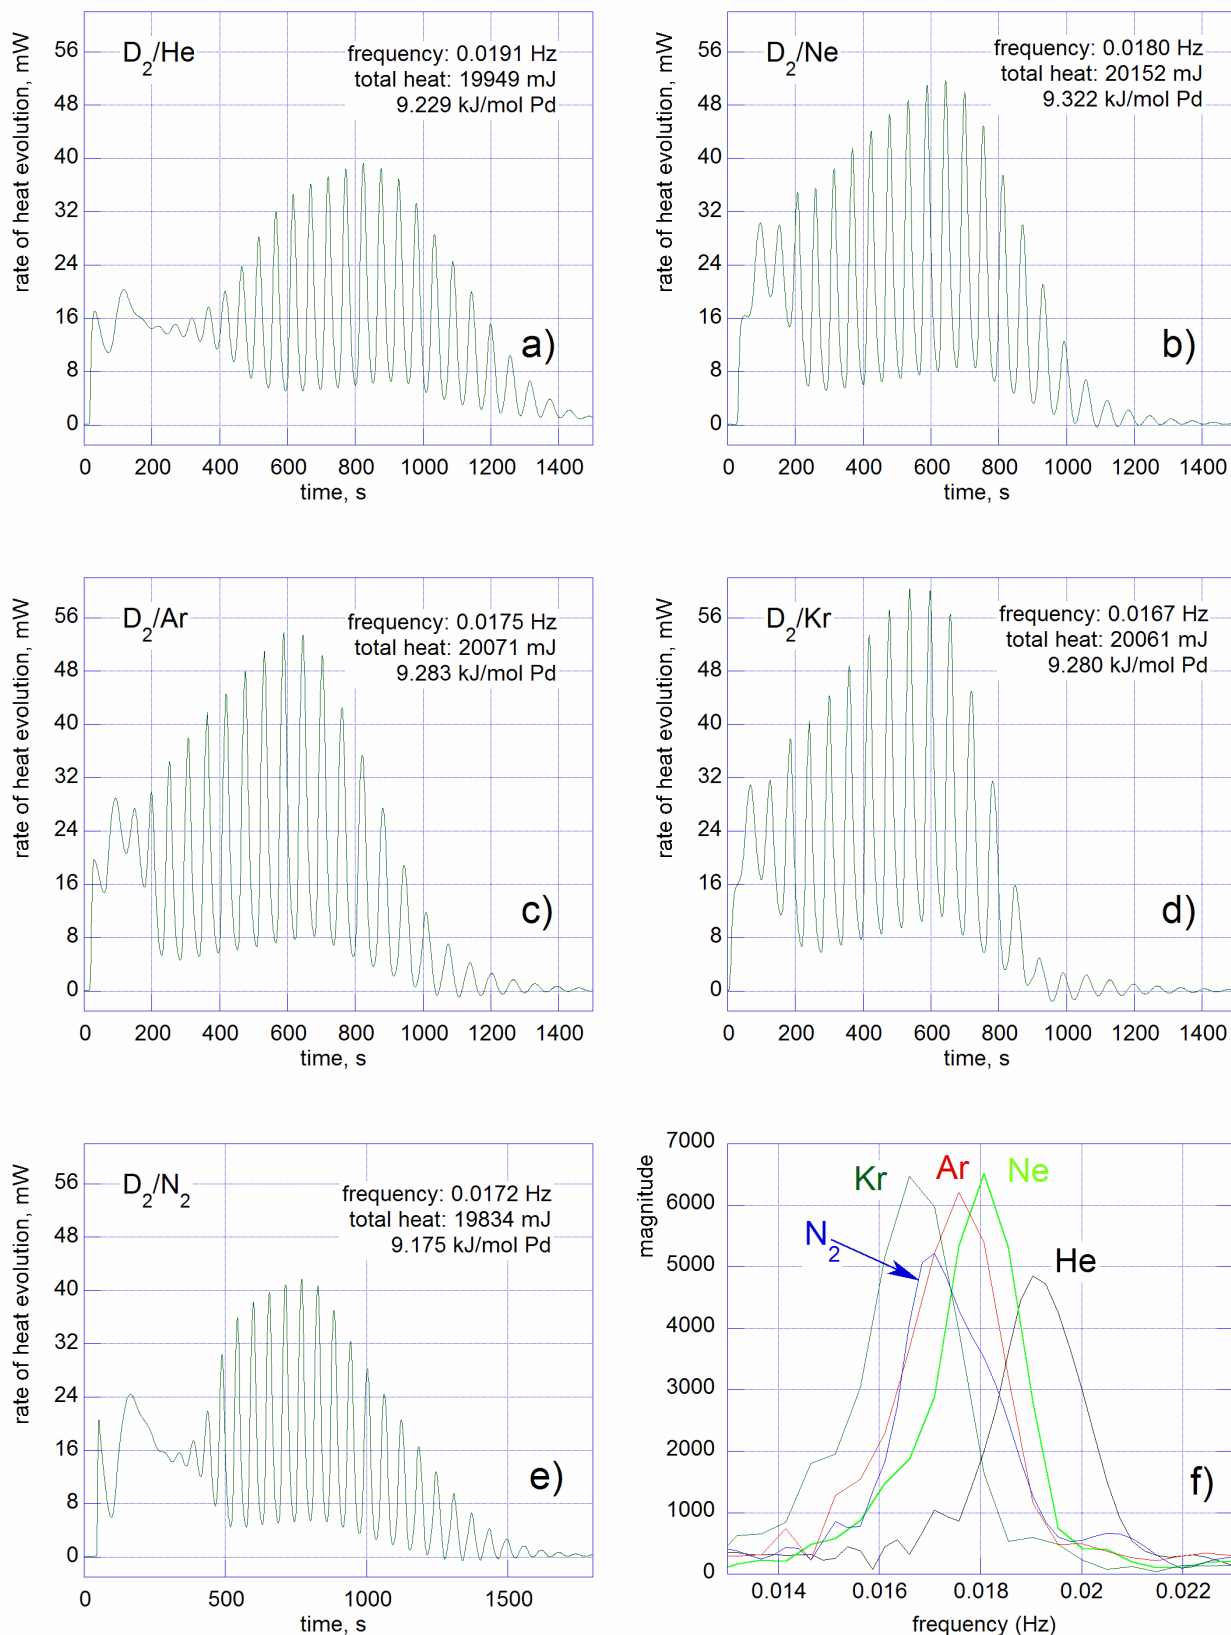 D2/He
frequency: 0.0191 Hz
total heat: 19949 mJ
9.229 kJ/mol Pd
rate of heat evolution, mW
56
48
40
32
24
16
8
0
a)
0 200 400 600 800 1000 1200 1400
time, s
D2/Ne
frequency: 0.0180 Hz
total heat: 20152 mJ
9.322 kJ/mol Pd
rate of heat evolution, mW
56
48
40
32
24
16
8
0
b)
0 200 400 600 800 1000 1200 1400
time, s
D2/Ar
frequency: 0.0175 Hz
total heat: 20071 mJ
9.283 kJ/mol Pd
rate of heat evolution, mW
56
48
40
32
24
16
8
0
c)
0 200 400 600 800 1000 1200 1400
time, s
D2/Kr
frequency: 0.0167 Hz
total heat: 20061 mJ
9.280 kJ/mol Pd
rate of heat evolution, mW
56
48
40
32
24
16
8
0
d)
0 200 400 600 800 1000 1200 1400
time, s
D2/N2
frequency: 0.0172 Hz
total heat: 19834 mJ
9.175 kJ/mol Pd
rate of heat evolution, mW
56
48
40
32
24
16
8
0
e)
0 500 1000 1500
time, s
7000
6000
5000
4000
3000
2000
1000
0
magnitude
Kr
Ar
Ne
N2
He
f)
0.014 0.016 0.018 0.02 0.022
frequency (Hz)